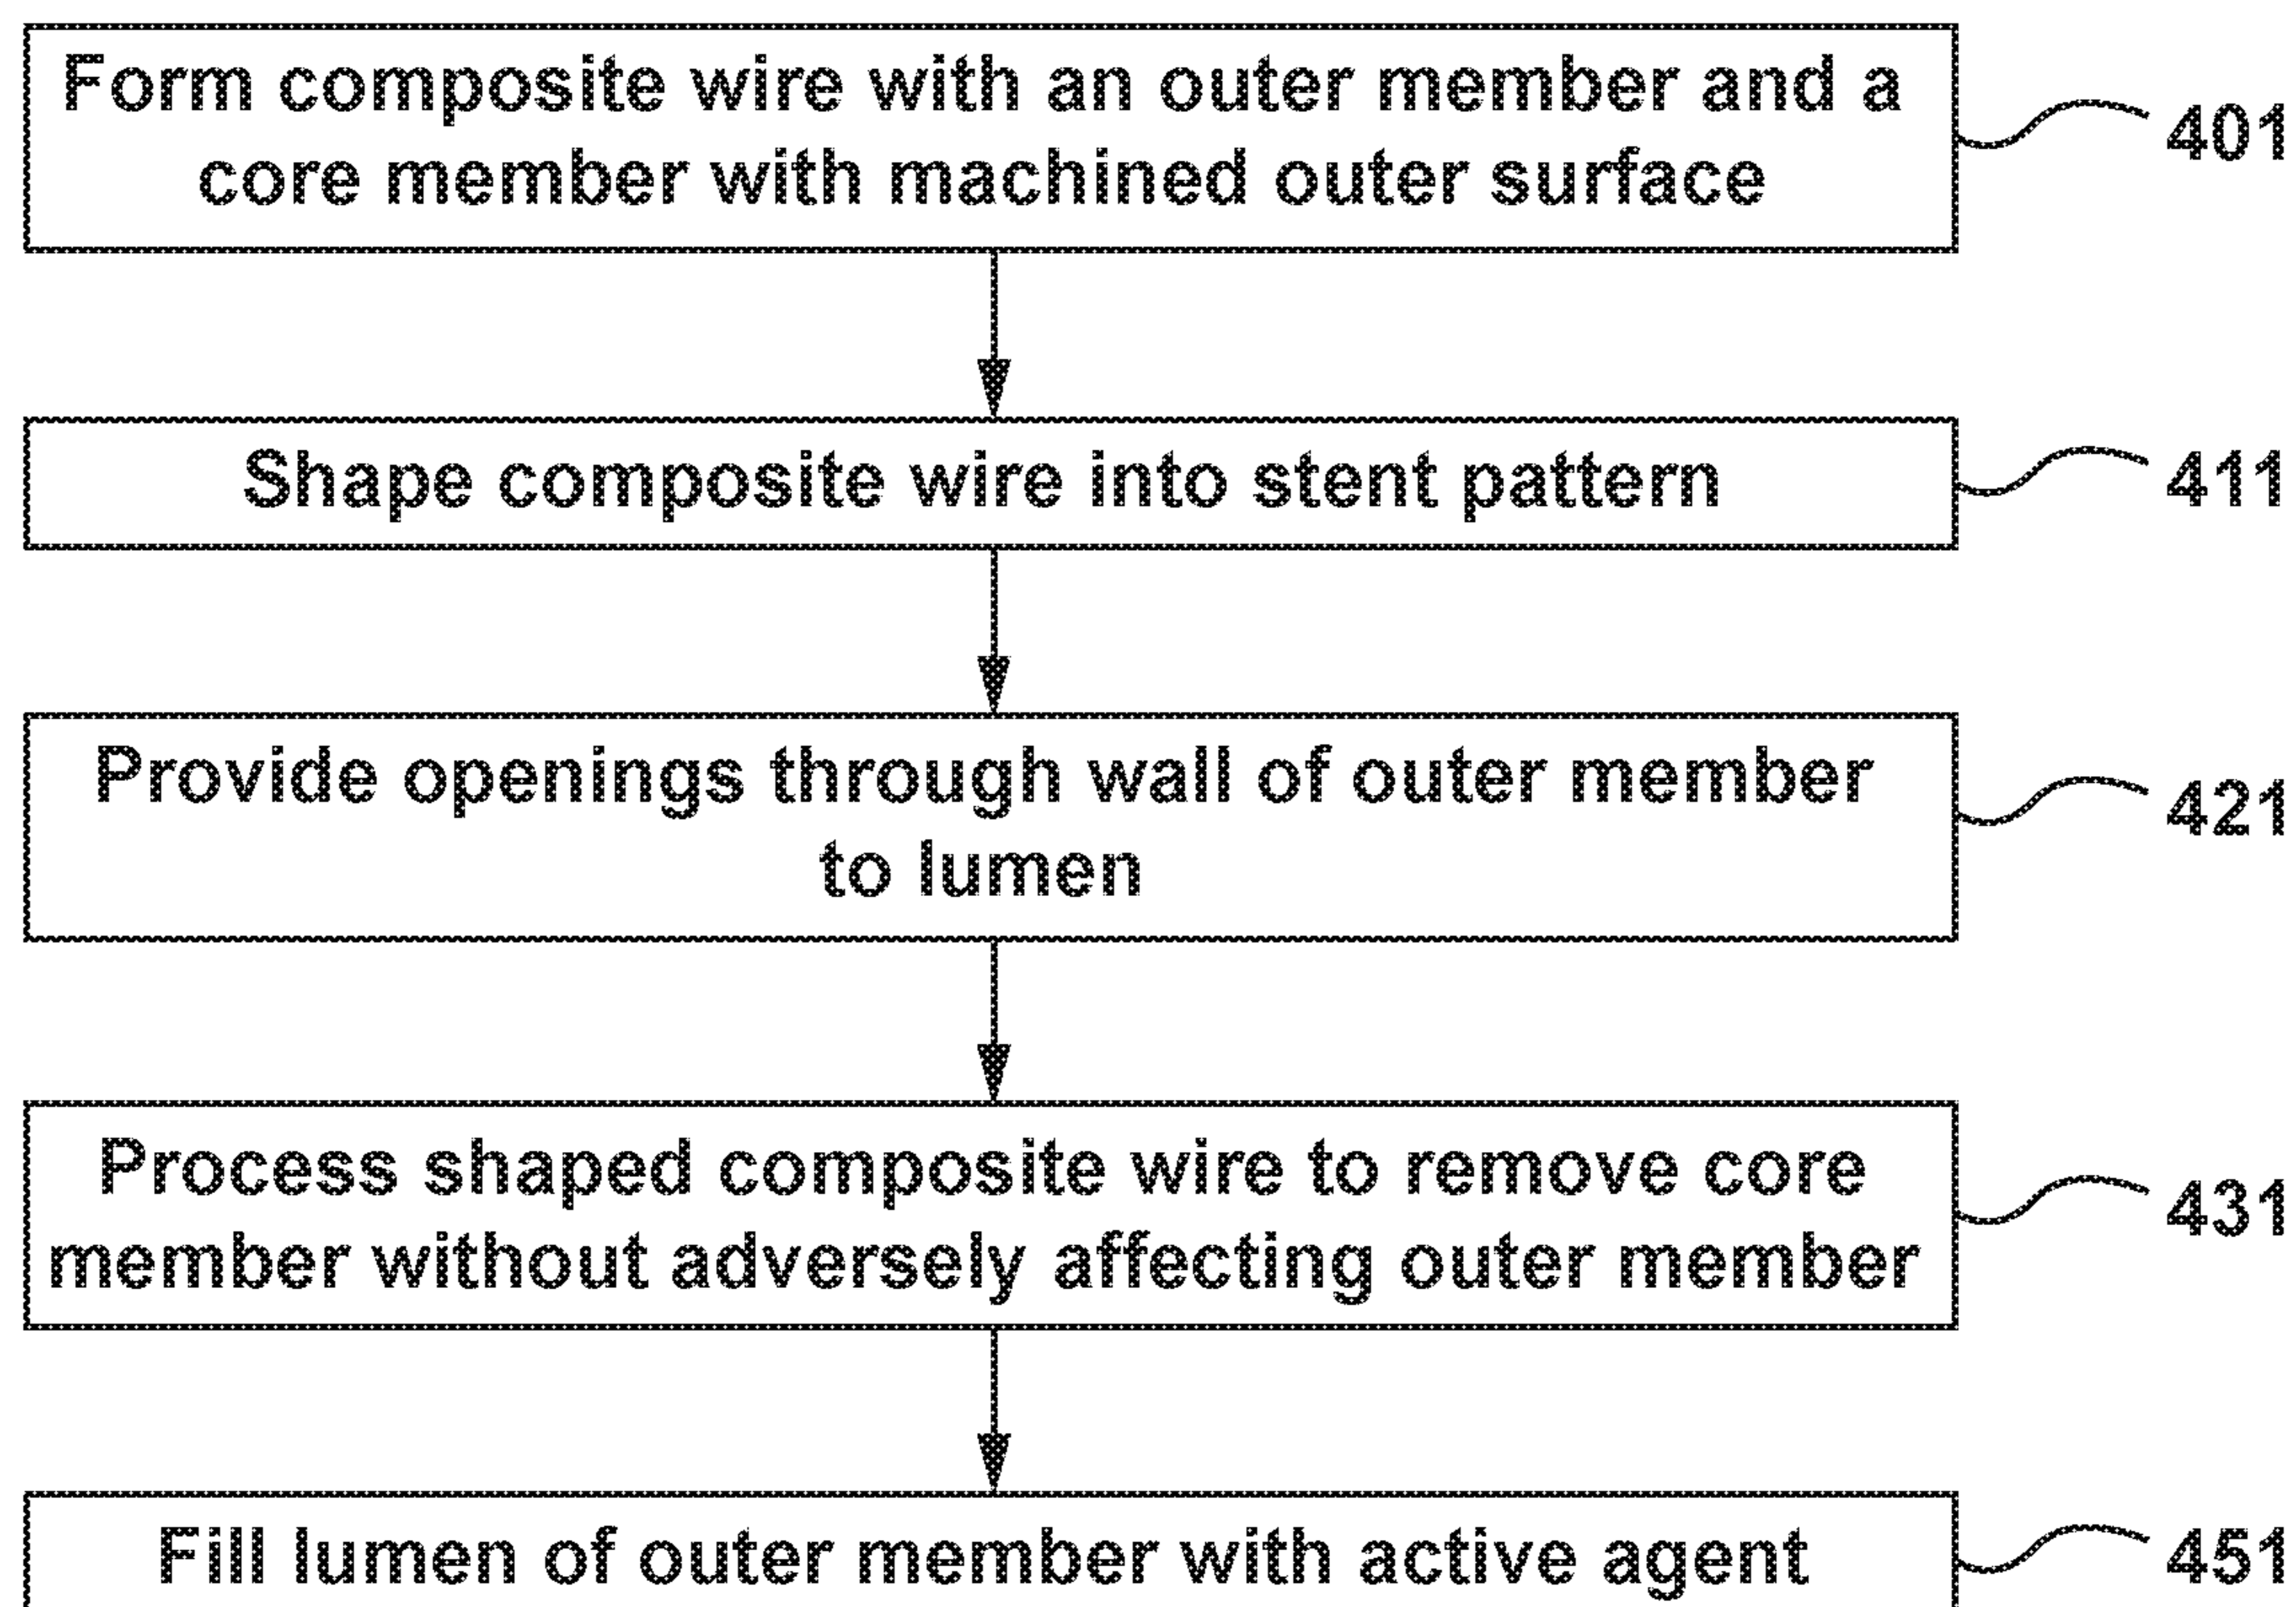 Form composite wire with an outer member and a
core member with machined outer surface
401
Shape composite wire into stent pattern
411
Provide openings through wall of outer member
to lumen
421
Process shaped composite wire to remove core
member without adversely affecting outer member
431
Fill lumen of outer member with active agent
451